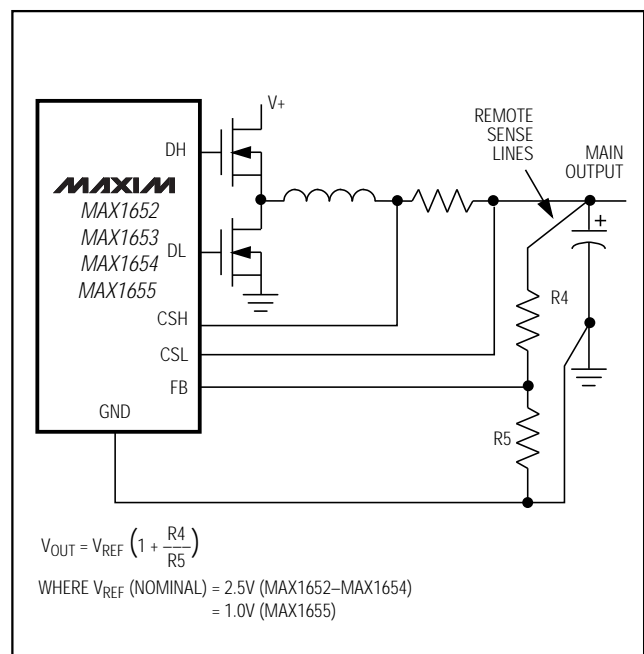 V+
REMOTE
SENSE
LINES
MAIN
OUTPUT
DH
MAXIM
MAX1652
MAX1653
MAX1654
MAX1655
DL
+
R4
CSH
CSL
FB
GND
R5
VOUT = VREF (1 + R4/R5)
WHERE VREF (NOMINAL) = 2.5V (MAX1652–MAX1654)
= 1.0V (MAX1655)